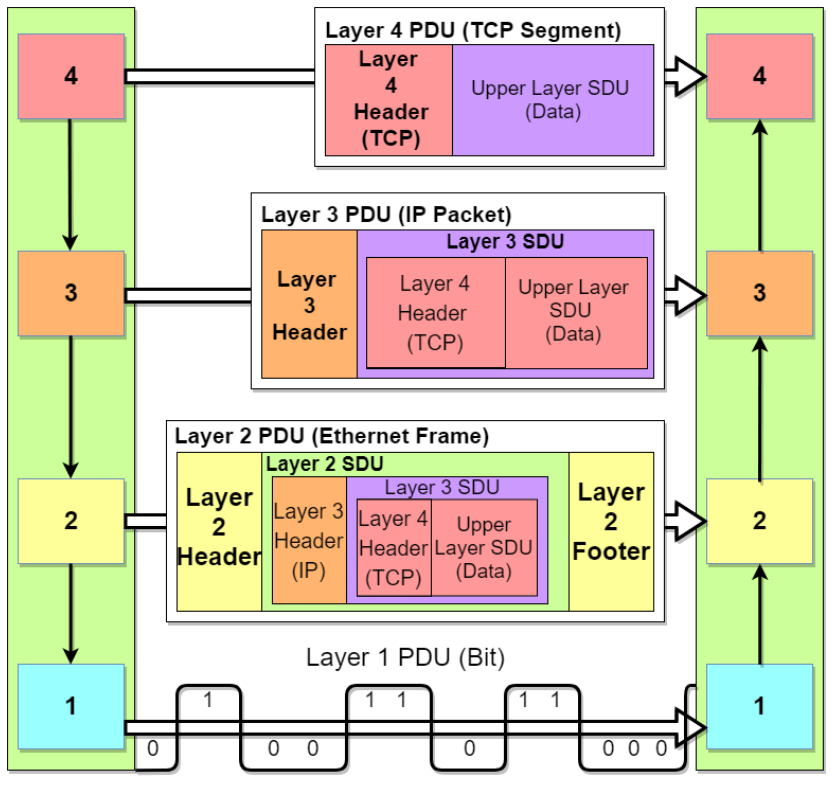 4
Layer 4 PDU (TCP Segment)
Layer
4
Header
(TCP)
Upper Layer SDU
(Data)
4
3
Layer 3 PDU (IP Packet)
Layer
3
Header
Layer 3 SDU
Layer 4
Header
(TCP)
Upper Layer
SDU
(Data)
3
2
Layer 2 PDU (Ethernet Frame)
Layer
2
Header
Layer 2 SDU
Layer 3
Header
(IP)
Layer 3 SDU
Layer 4
Header
(TCP)
Upper
Layer SDU
(Data)
Layer
2
Footer
2
Layer 1 PDU (Bit)
1
0 1 0 0 1 1 0 1 1 0 0 0
1